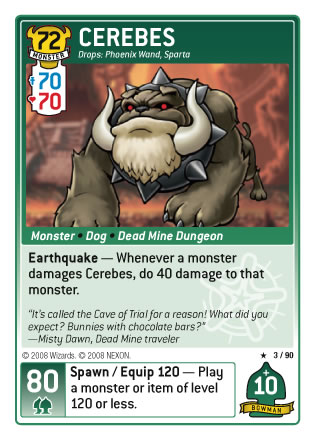 72
MONSTER
CEREBES
Drops: Phoenix Wand, Sparta
70
70
Monster • Dog • Dead Mine Dungeon
Earthquake — Whenever a monster
damages Cerebes, do 40 damage to that
monster.
“It's called the Cave of Trial for a reason! What did you
expect? Bunnies with chocolate bars?”
—Misty Dawn, Dead Mine traveler
© 2008 Wizards. © 2008 NEXON.
★ 3 / 90
80
Spawn / Equip 120 — Play
a monster or item of level
120 or less.
+
10
BOWMAN